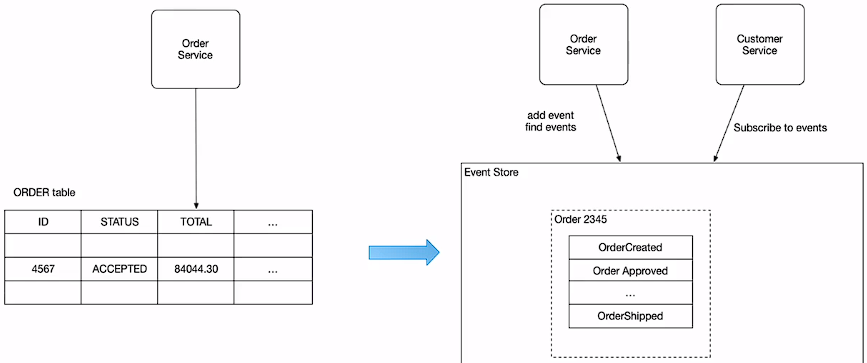 Order
Service
ORDER table
ID STATUS TOTAL ...
4567 ACCEPTED 84044.30 ...
Order
Service
Customer
Service
add event
find events
Subscribe to events
Event Store
Order 2345
OrderCreated
Order Approved
...
OrderShipped